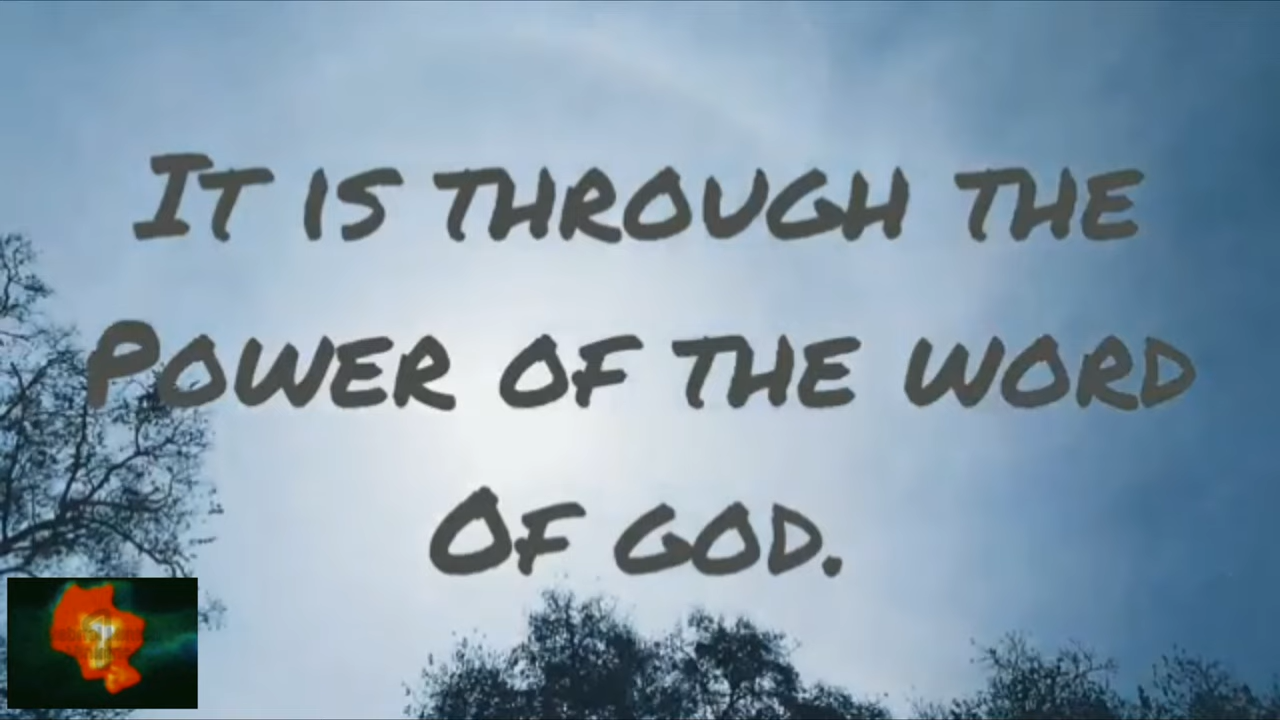 It is through the
Power of the word
Of god.